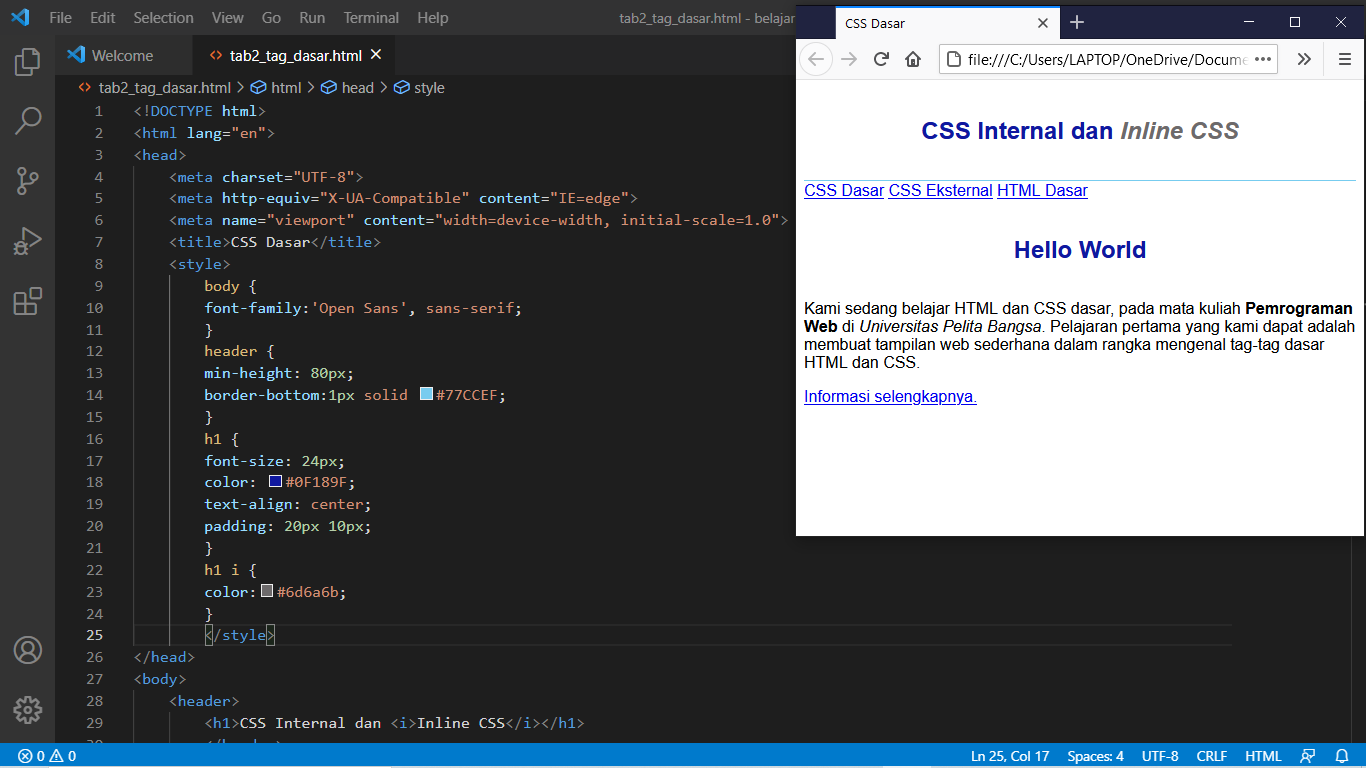 File Edit Selection View Go Run Terminal Help tab2_tag_dasar.html - belajar
Welcome tab2_tag_dasar.html
tab2_tag_dasar.html > html > head > style
1 <!DOCTYPE html>
2 <html lang="en">
3 <head>
4 <meta charset="UTF-8">
5 <meta http-equiv="X-UA-Compatible" content="IE=edge">
6 <meta name="viewport" content="width=device-width, initial-scale=1.0">
7 <title>CSS Dasar</title>
8 <style>
9 body {
10 font-family:'Open Sans', sans-serif;
11 }
12 header {
13 min-height: 80px;
14 border-bottom:1px solid #77CCEF;
15 }
16 h1 {
17 font-size: 24px;
18 color: #0F189F;
19 text-align: center;
20 padding: 20px 10px;
21 }
22 h1 i {
23 color:#6d6a6b;
24 }
25 </style>
26 </head>
27 <body>
28 <header>
29 <h1>CSS Internal dan <i>Inline CSS</i></h1>
0 0 Ln 25, Col 17 Spaces: 4 UTF-8 CRLF HTML
CSS Dasar
file:///C:/Users/LAPTOP/OneDrive/Docume
CSS Internal dan Inline CSS
CSS Dasar CSS Eksternal HTML Dasar
Hello World
Kami sedang belajar HTML dan CSS dasar, pada mata kuliah Pemrograman
Web di Universitas Pelita Bangsa. Pelajaran pertama yang kami dapat adalah
membuat tampilan web sederhana dalam rangka mengenal tag-tag dasar
HTML dan CSS.
Informasi selengkapnya.